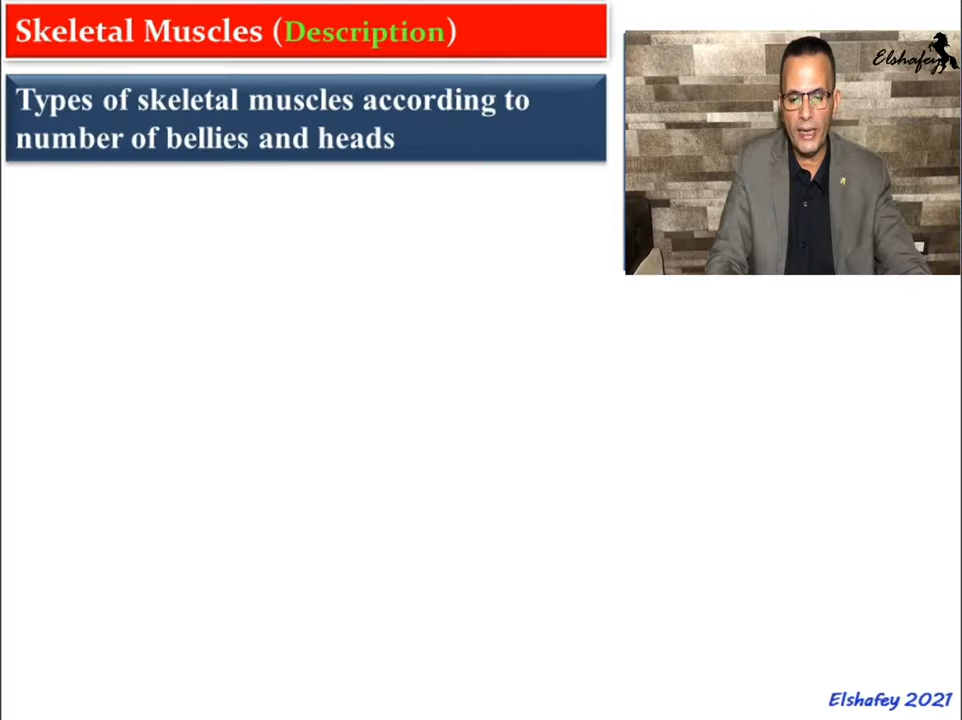 Skeletal Muscles (Description)
Types of skeletal muscles according to
number of bellies and heads
Elshafey
Elshafey 2021